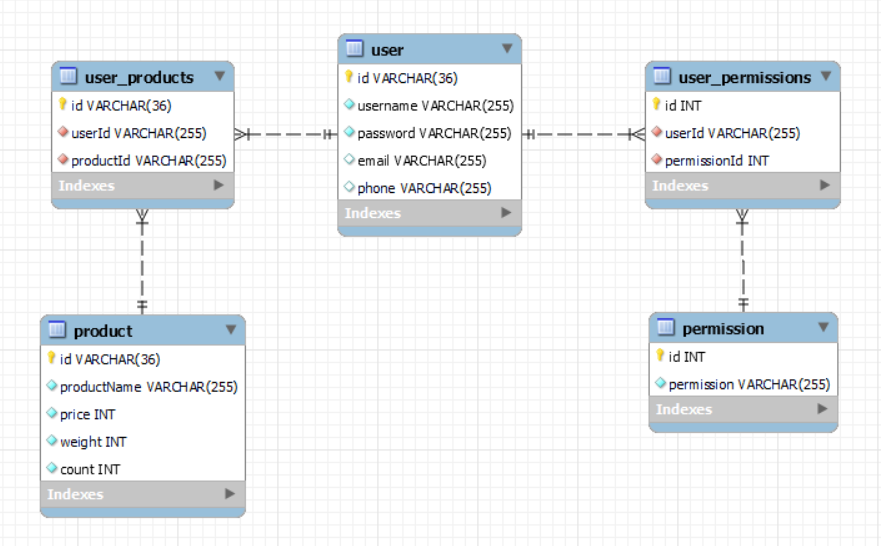 user_products
id VARCHAR(36)
userId VARCHAR(255)
productId VARCHAR(255)
Indexes
user
id VARCHAR(36)
username VARCHAR(255)
password VARCHAR(255)
email VARCHAR(255)
phone VARCHAR(255)
Indexes
user_permissions
id INT
userId VARCHAR(255)
permissionId INT
Indexes
product
id VARCHAR(36)
productName VARCHAR(255)
price INT
weight INT
count INT
Indexes
permission
id INT
permission VARCHAR(255)
Indexes